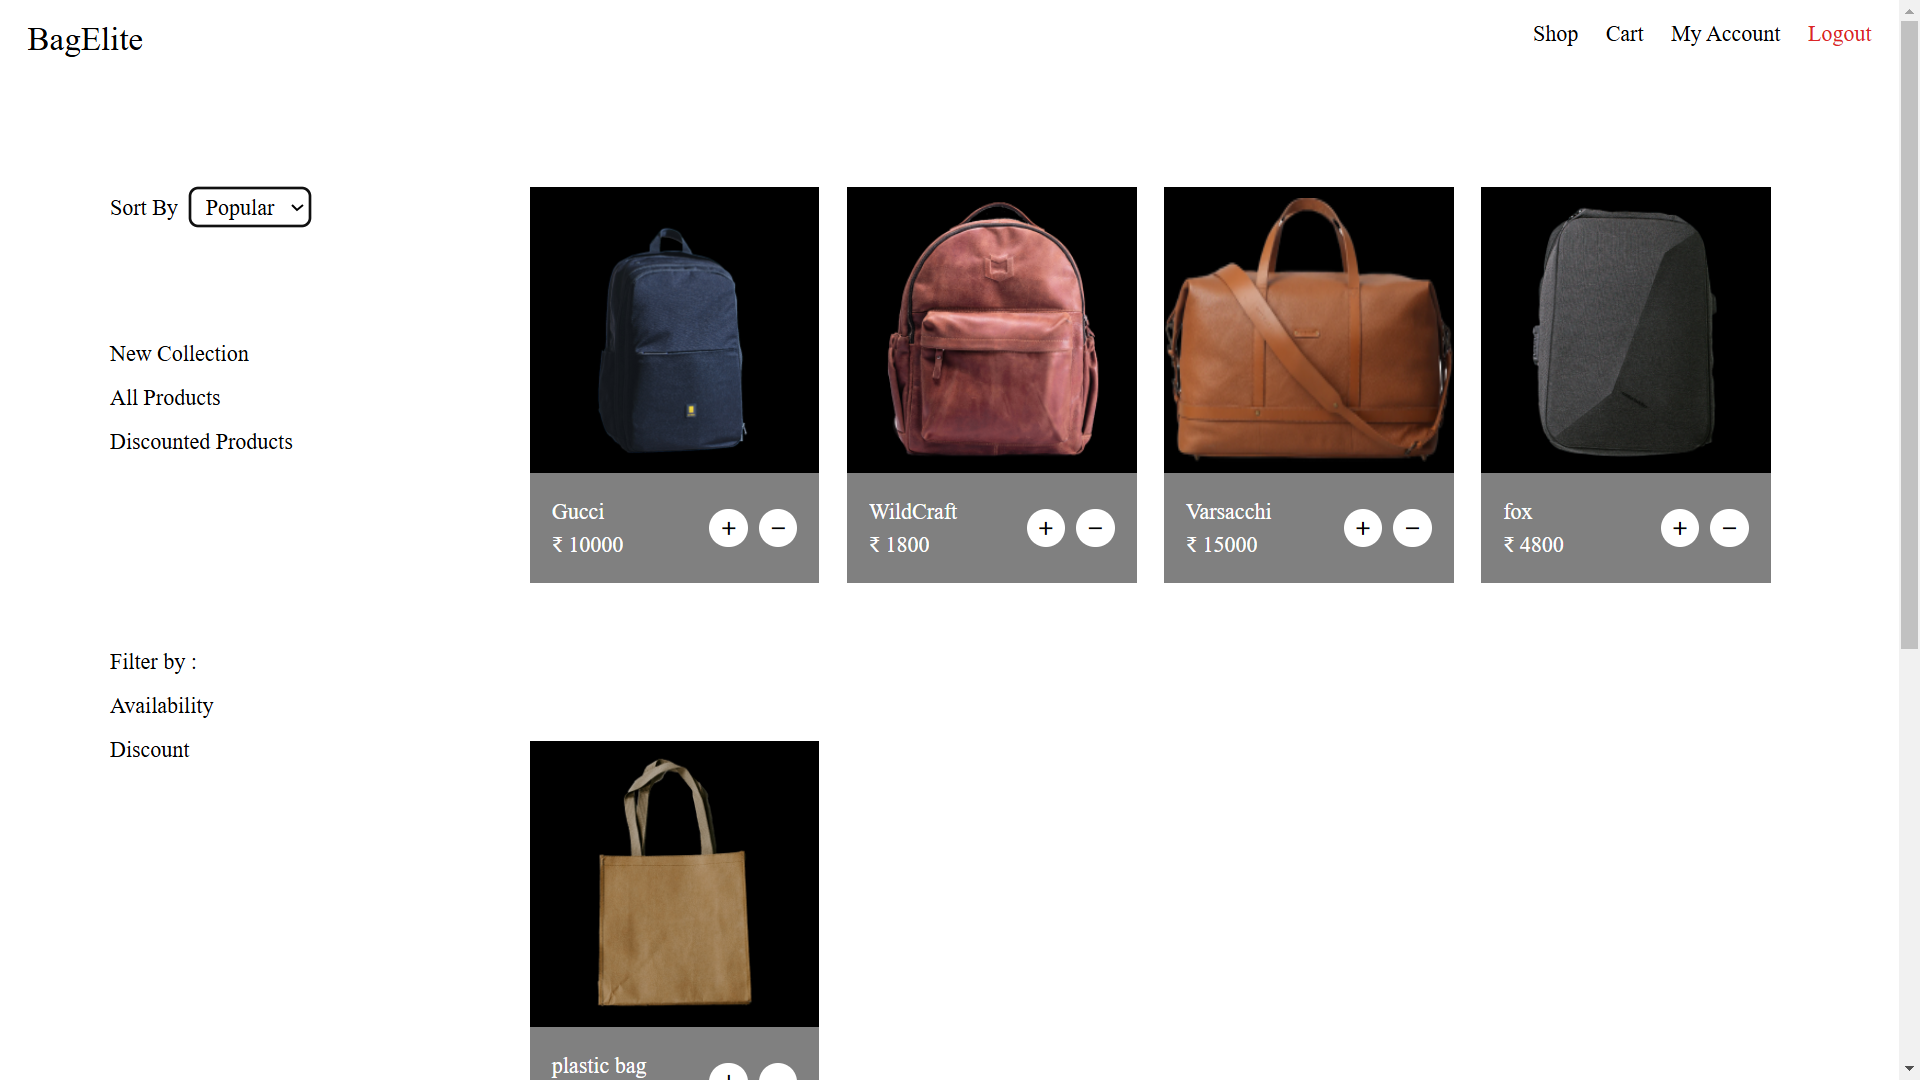 BagElite
Shop
Cart
My Account
Logout
Sort By
Popular
New Collection
All Products
Discounted Products
Filter by :
Availability
Discount
Gucci
₹ 10000
+ −
WildCraft
₹ 1800
+ −
Varsacchi
₹ 15000
+ −
fox
₹ 4800
+ −
plastic bag